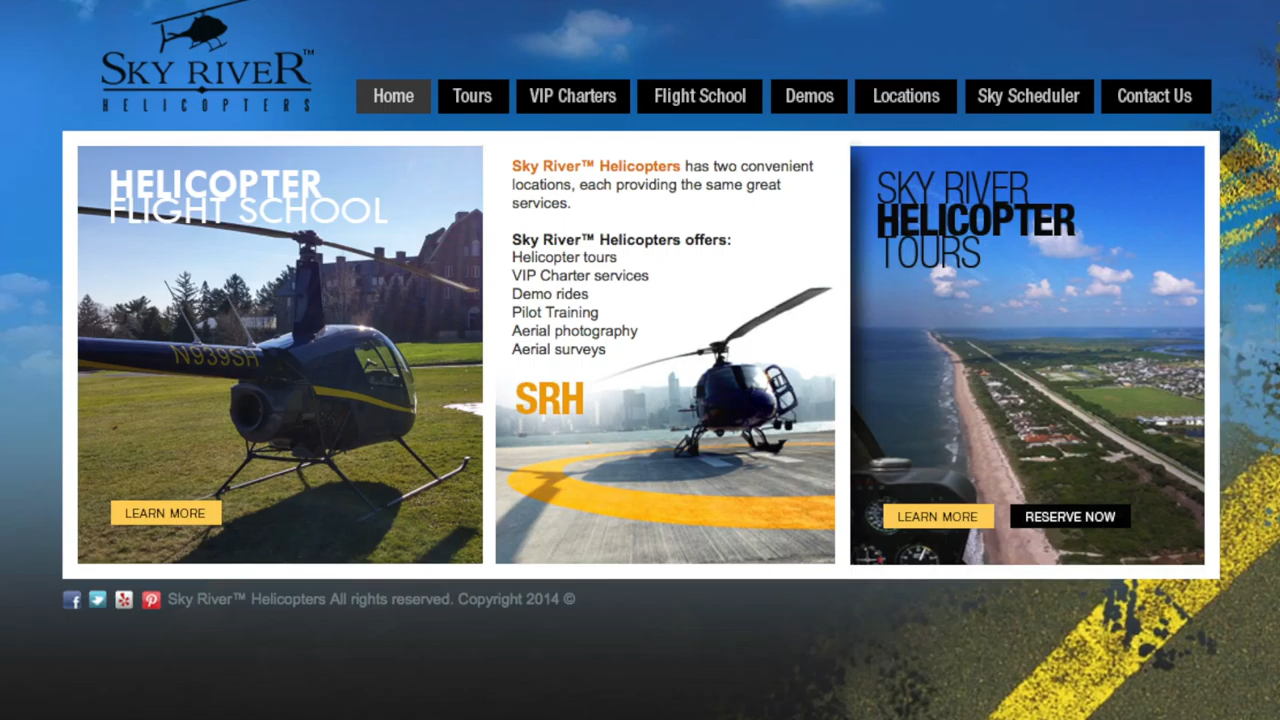 SKY RIVER™
HELICOPTERS
Home
Tours
VIP Charters
Flight School
Demos
Locations
Sky Scheduler
Contact Us
HELICOPTER
FLIGHT SCHOOL
N939SH
LEARN MORE
Sky River™ Helicopters has two convenient
locations, each providing the same great
services.
Sky River™ Helicopters offers:
Helicopter tours
VIP Charter services
Demo rides
Pilot Training
Aerial photography
Aerial surveys
SRH
SKY RIVER
HELICOPTER
TOURS
LEARN MORE
RESERVE NOW
Sky River™ Helicopters All rights reserved. Copyright 2014 ©